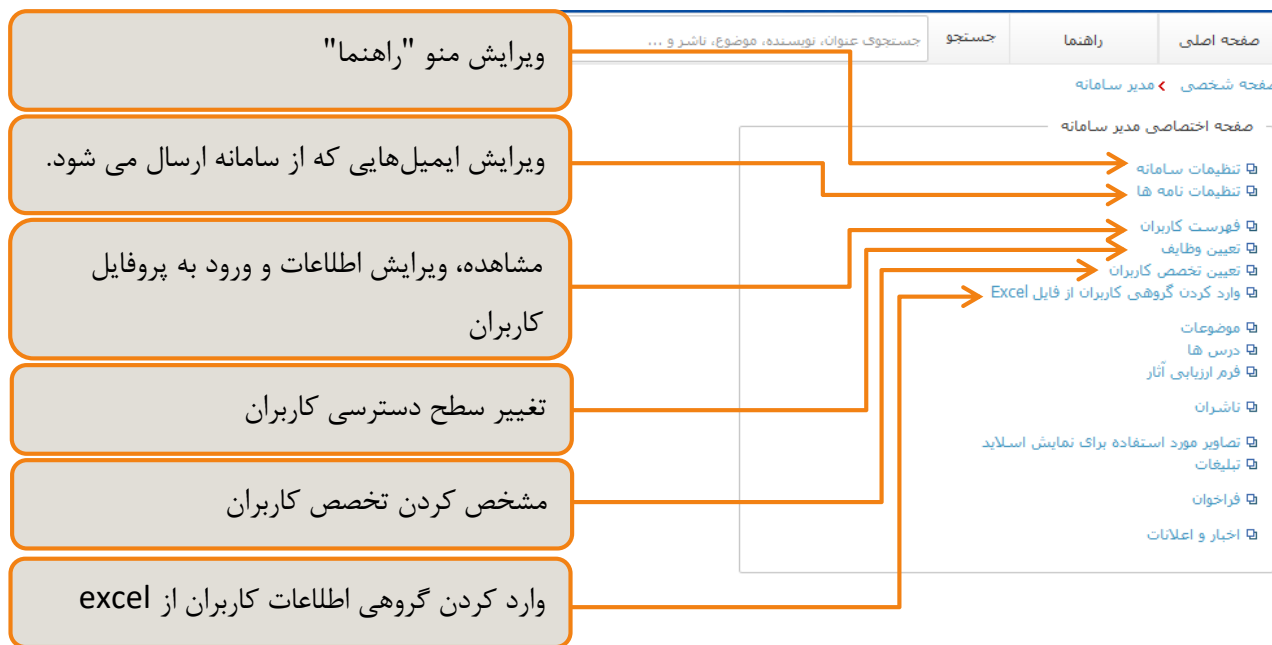 صفحه اصلی
راهنما
جستجو
جستجوی عنوان، نویسنده، موضوع، ناشر و ...
صفحه شخصی > مدیر سامانه
صفحه اختصاصی مدیر سامانه
تنظیمات سامانه
تنظیمات نامه ها
فهرست کاربران
تعیین وظایف
تعیین تخصص کاربران
وارد کردن گروهی کاربران از فایل Excel
موضوعات
درس ها
فرم ارزیابی آثار
ناشران
تصاویر مورد استفاده برای نمایش اسلاید
تبلیغات
فراخوان
اخبار و اعلانات
ویرایش منو "راهنما"
ویرایش ایمیل‌هایی که از سامانه ارسال می شود.
مشاهده، ویرایش اطلاعات و ورود به پروفایل
کاربران
تغییر سطح دسترسی کاربران
مشخص کردن تخصص کاربران
وارد کردن گروهی اطلاعات کاربران از excel